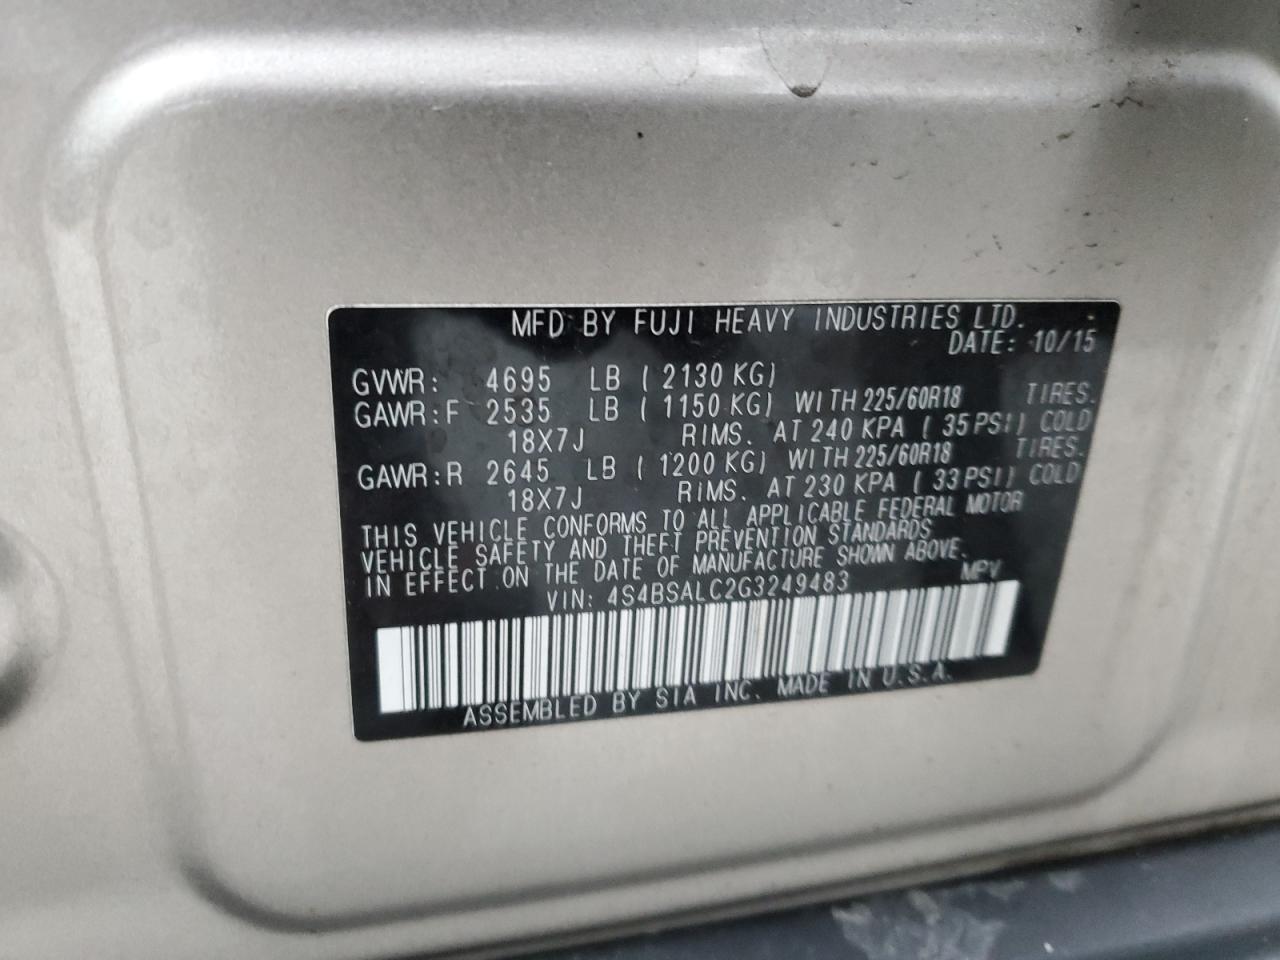 MFD BY FUJI HEAVY INDUSTRIES LTD.
DATE: 10/15
GVWR: 4695 LB ( 2130 KG)
GAWR:F 2535 LB ( 1150 KG) WITH 225/60R18 TIRES.
18X7J RIMS. AT 240 KPA ( 35 PSI) COLD
GAWR:R 2645 LB ( 1200 KG) WITH 225/60R18 TIRES.
18X7J RIMS. AT 230 KPA ( 33 PSI) COLD
THIS VEHICLE CONFORMS TO ALL APPLICABLE FEDERAL MOTOR
VEHICLE SAFETY AND THEFT PREVENTION STANDARDS
IN EFFECT ON THE DATE OF MANUFACTURE SHOWN ABOVE.
VIN: 4S4BSALC2G3249483 MPV
ASSEMBLED BY SIA INC. MADE IN U.S.A.